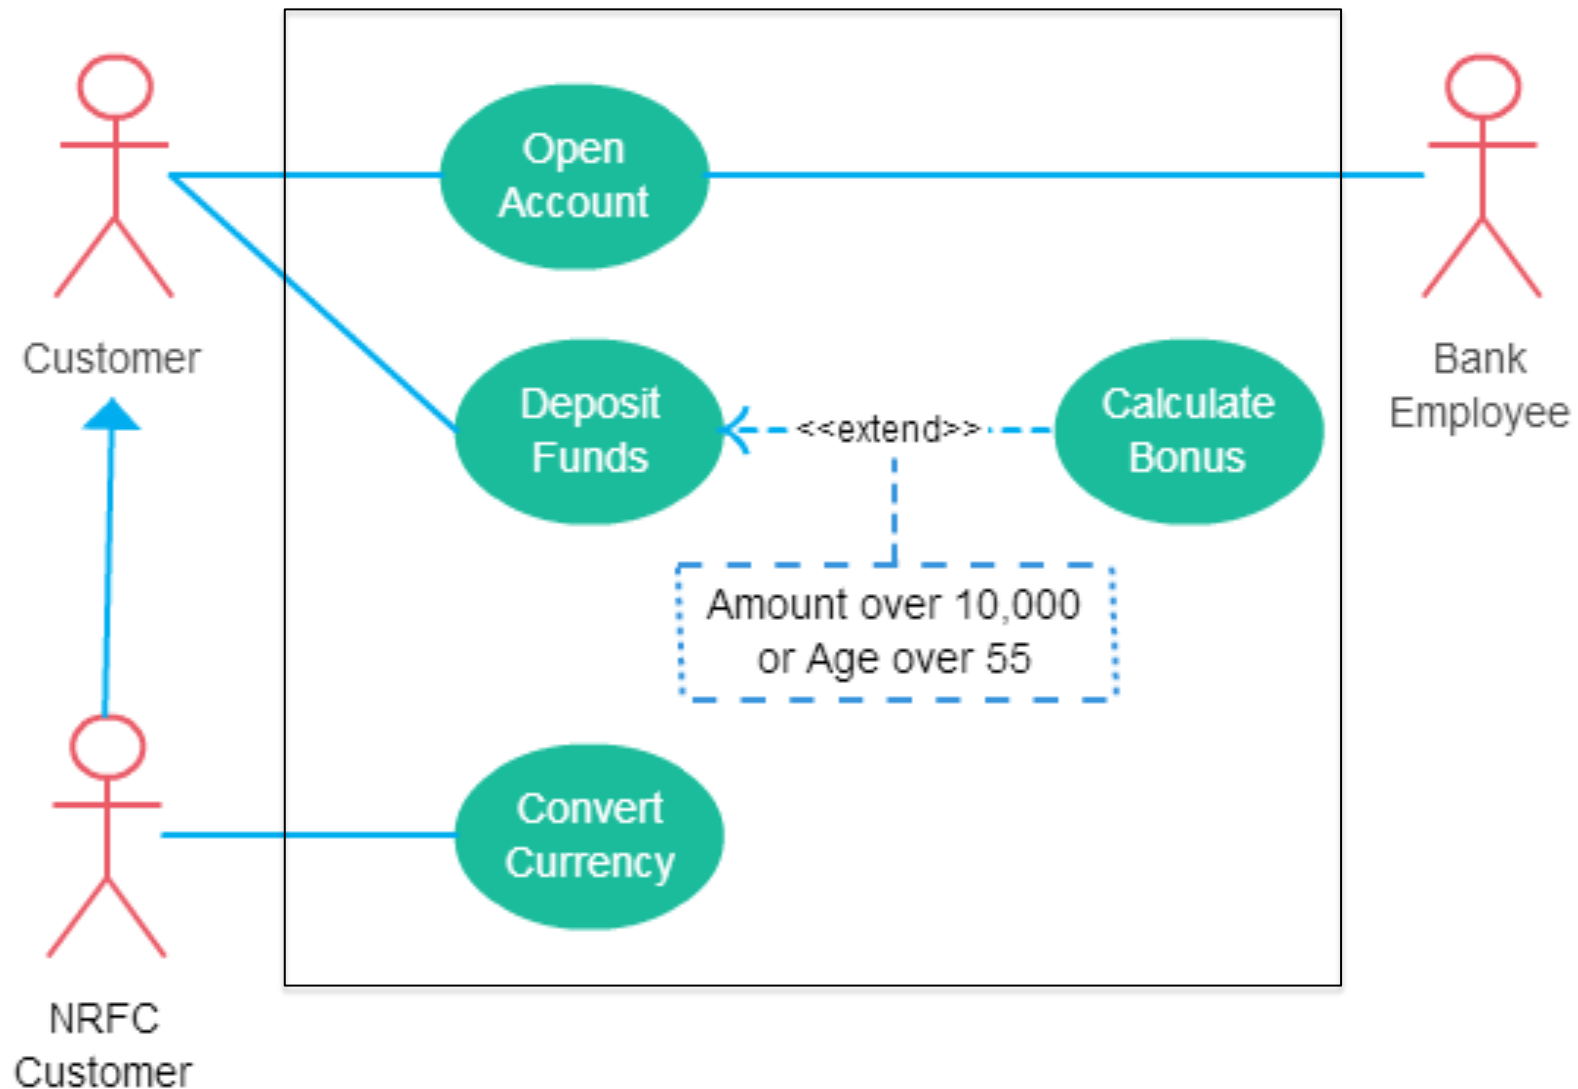 Open
Account
Customer
Bank
Employee
Deposit
Funds
<<extend>>
Calculate
Bonus
Amount over 10,000
or Age over 55
Convert
Currency
NRFC
Customer